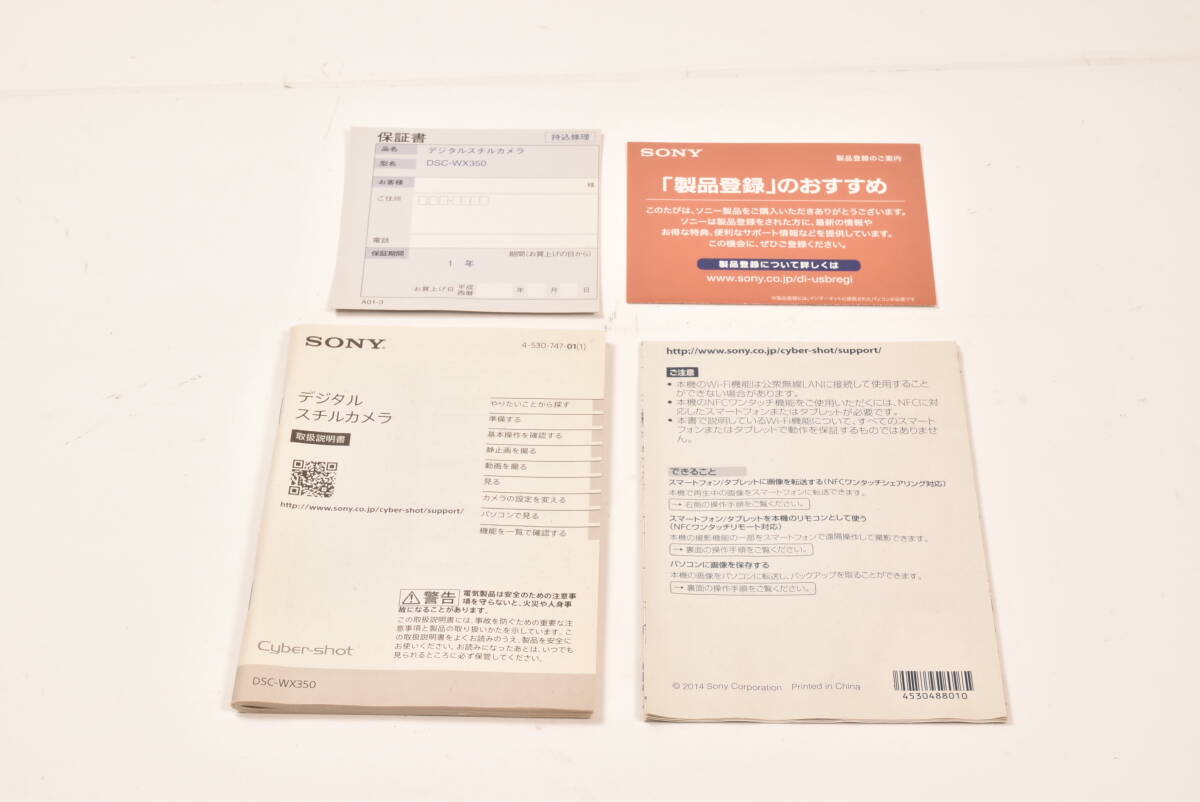 保証書
持込修理
品名 デジタルスチルカメラ
型名 DSC-WX350
お客様
様
ご住所
電話
保証期間
期間(お買上げの日から)
1 年
お買上げ日 平成 西暦 年 月 日
A01-3
SONY
製品登録のご案内
「製品登録」のおすすめ
このたびは、ソニー製品をご購入いただきありがとうございます。
ソニーは製品登録をされた方に、最新の情報や
お得な特典、便利なサポート情報などを提供しています。
この機会に、ぜひご登録ください。
製品登録について詳しくは
www.sony.co.jp/di-usbregi
※製品登録には、インターネットに接続されたパソコンが必要です
SONY®
4-530-747-01(1)
デジタル
スチルカメラ
取扱説明書
http://www.sony.co.jp/cyber-shot/support/
やりたいことから探す
準備する
基本操作を確認する
静止画を撮る
動画を撮る
見る
カメラの設定を変える
パソコンで見る
機能を一覧で確認する
警告 電気製品は安全のための注意事
項を守らないと、火災や人身事
故になることがあります。
この取扱説明書には、事故を防ぐための重要な注
意事項と製品の取り扱いかたを示しています。こ
の取扱説明書をよくお読みのうえ、製品を安全に
お使いください。お読みになったあとは、いつでも
見られるところに必ず保管してください。
Cyber-shot
DSC-WX350
http://www.sony.co.jp/cyber-shot/support/
ご注意
• 本機のWi-Fi機能は公衆無線LANに接続して使用すること
ができない場合があります。
• 本機のNFCワンタッチ機能をご使用いただくには、NFCに対
応したスマートフォンまたはタブレットが必要です。
• 本書で説明しているWi-Fi機能について、すべてのスマート
フォンまたはタブレットで動作を保証するものではありませ
ん。
できること
スマートフォン/タブレットに画像を転送する(NFCワンタッチシェアリング対応)
本機で再生中の画像をスマートフォンに転送できます。
→ 右面の操作手順をご覧ください。
スマートフォン/タブレットを本機のリモコンとして使う
(NFCワンタッチリモート対応)
本機の撮影機能の一部をスマートフォンで遠隔操作して撮影できます。
→ 裏面の操作手順をご覧ください。
パソコンに画像を保存する
本機の画像をパソコンに転送し、バックアップを取ることができます。
→ 裏面の操作手順をご覧ください。
© 2014 Sony Corporation Printed in China
4530488010